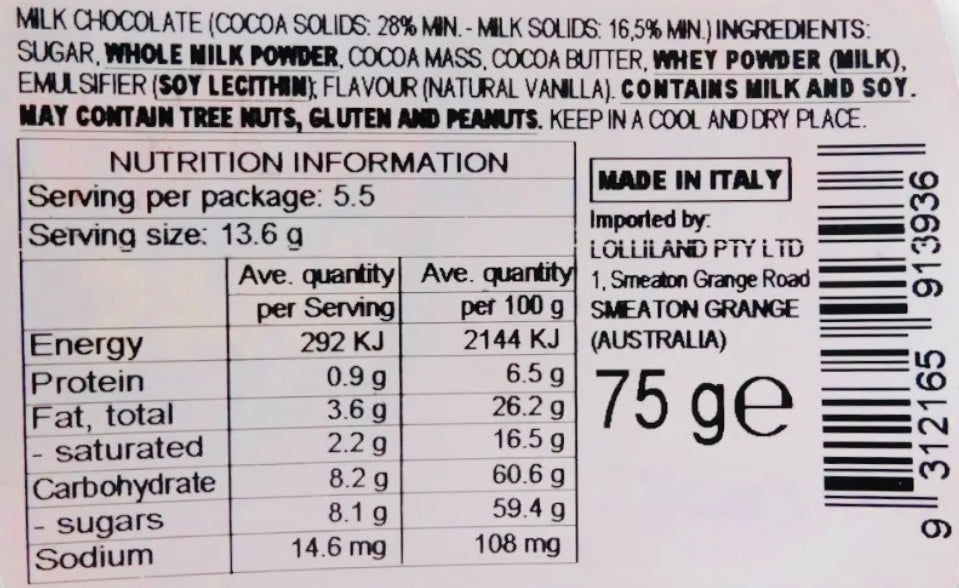 MILK CHOCOLATE (COCOA SOLIDS: 28% MIN. - MILK SOLIDS: 16,5% MIN.) INGREDIENTS:
SUGAR, WHOLE MILK POWDER, COCOA MASS, COCOA BUTTER, WHEY POWDER (MILK),
EMULSIFIER (SOY LECITHIN); FLAVOUR (NATURAL VANILLA). CONTAINS MILK AND SOY.
MAY CONTAIN TREE NUTS, GLUTEN AND PEANUTS. KEEP IN A COOL AND DRY PLACE.
NUTRITION INFORMATION
Serving per package: 5.5
Serving size: 13.6 g
Ave. quantity per Serving Ave. quantity per 100 g
Energy 292 KJ 2144 KJ
Protein 0.9 g 6.5 g
Fat, total 3.6 g 26.2 g
- saturated 2.2 g 16.5 g
Carbohydrate 8.2 g 60.6 g
- sugars 8.1 g 59.4 g
Sodium 14.6 mg 108 mg
MADE IN ITALY
Imported by:
LOLLILAND PTY LTD
1, Smeaton Grange Road
SMEATON GRANGE
(AUSTRALIA)
75 g e
9 312165 913936